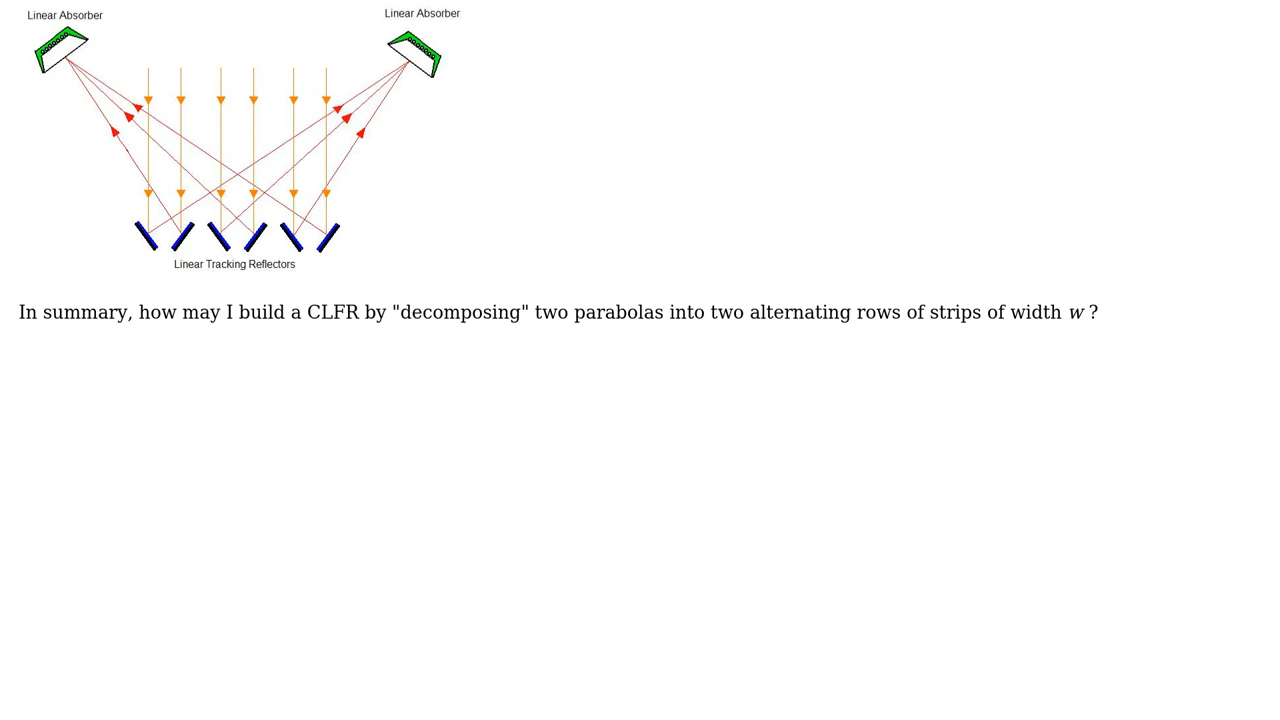 Linear Absorber
Linear Absorber
Linear Tracking Reflectors
In summary, how may I build a CLFR by "decomposing" two parabolas into two alternating rows of strips of width w ?